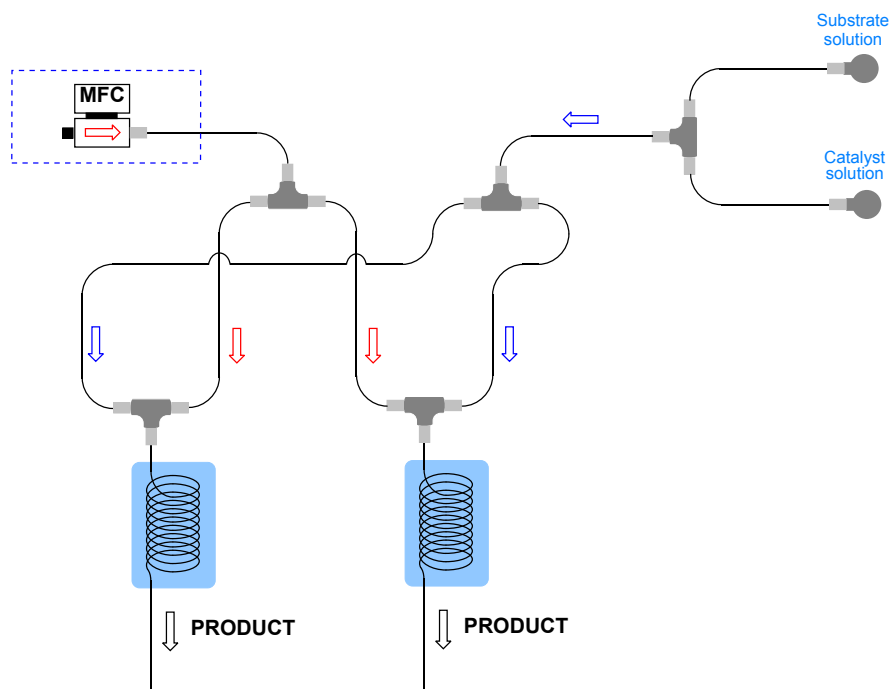 Substrate
solution
MFC
Catalyst
solution
PRODUCT
PRODUCT